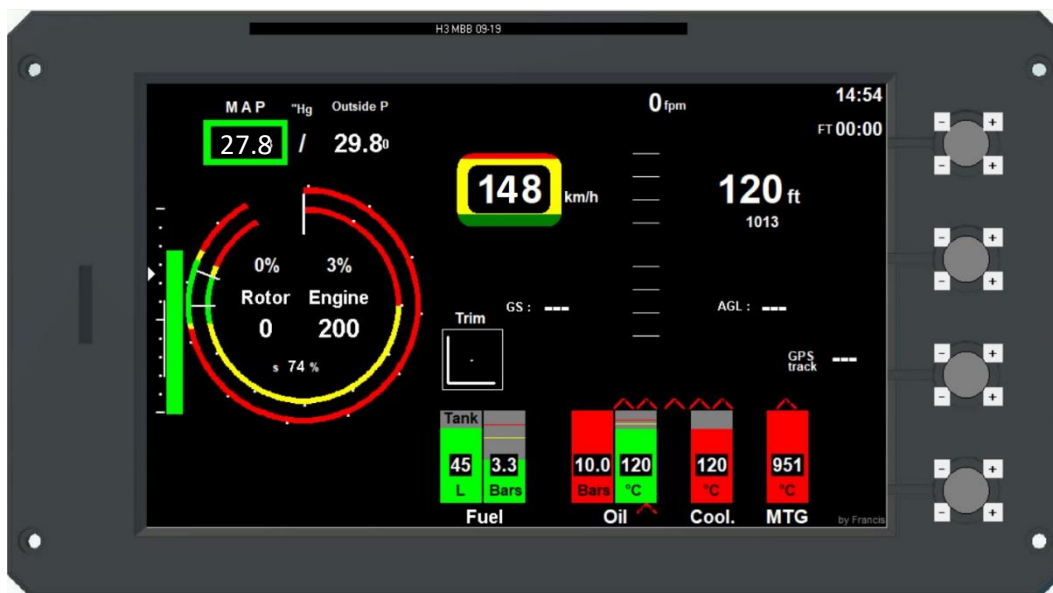 H3 MBB 09-19
MAP "Hg Outside P
27.8 / 29.80
0 fpm
14:54
FT 00:00
148 km/h
120 ft
1013
0% 3%
Rotor Engine
0 200
s 74 %
GS : ---
AGL : ---
Trim
GPS track ---
Tank
45 3.3 10.0 120 120 951
L Bars Bars °C °C °C
Fuel Oil Cool. MTG
by Francis
- +
- +
- +
- +
- +
- +
- +
- +